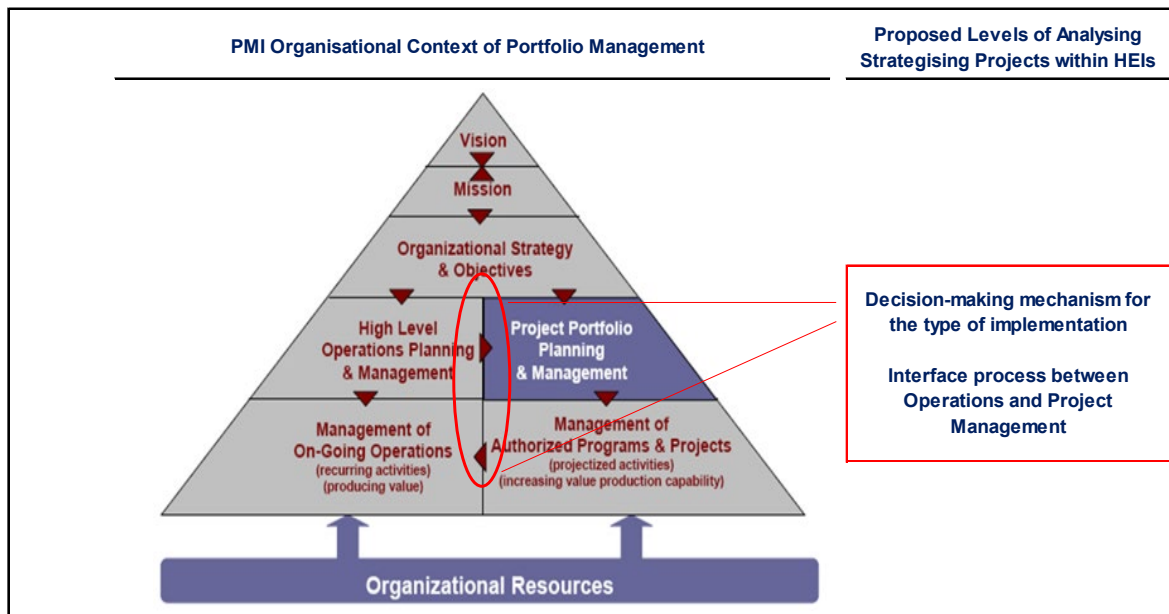 PMI Organisational Context of Portfolio Management
Proposed Levels of Analysing
Strategising Projects within HEIs
Vision
Mission
Organizational Strategy
& Objectives
High Level
Operations Planning
& Management
Project Portfolio
Planning
& Management
Management of
On-Going Operations
(recurring activities)
(producing value)
Management of
Authorized Programs & Projects
(projectized activities)
(increasing value production capability)
Organizational Resources
Decision-making mechanism for
the type of implementation
Interface process between
Operations and Project
Management